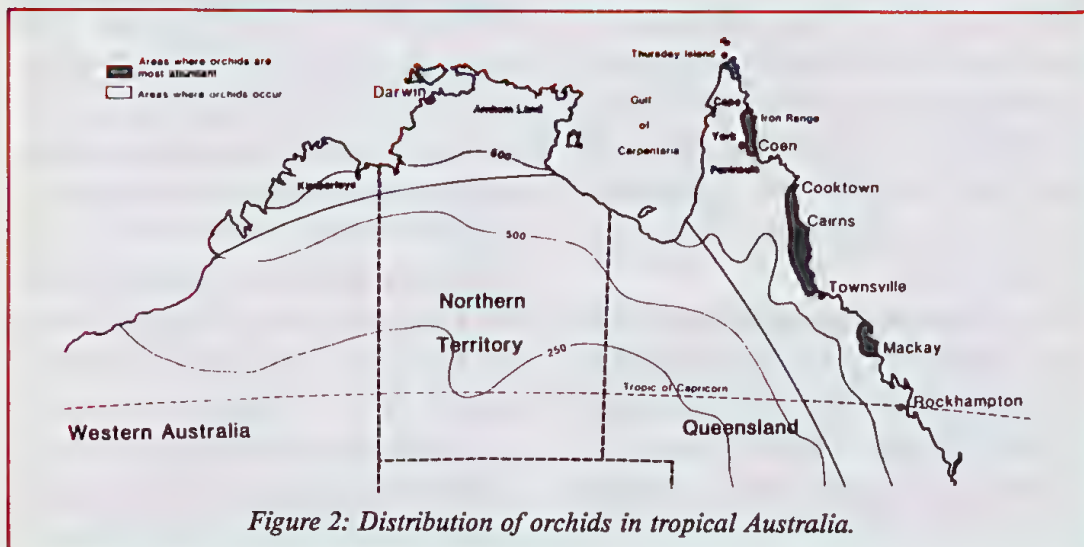 Areas where orchids are
most abundant
Areas where orchids occur
Thursday Island
Darwin
Arnhem Land
Gulf
of
Carpentaria
Cape
York
Peninsula
Iron Range
Coen
Kimberleys
600
Cooktown
Cairns
500
Townsville
Northern
Territory
250
Mackay
Tropic of Capricorn
Rockhampton
Western Australia
Queensland
Figure 2: Distribution of orchids in tropical Australia.